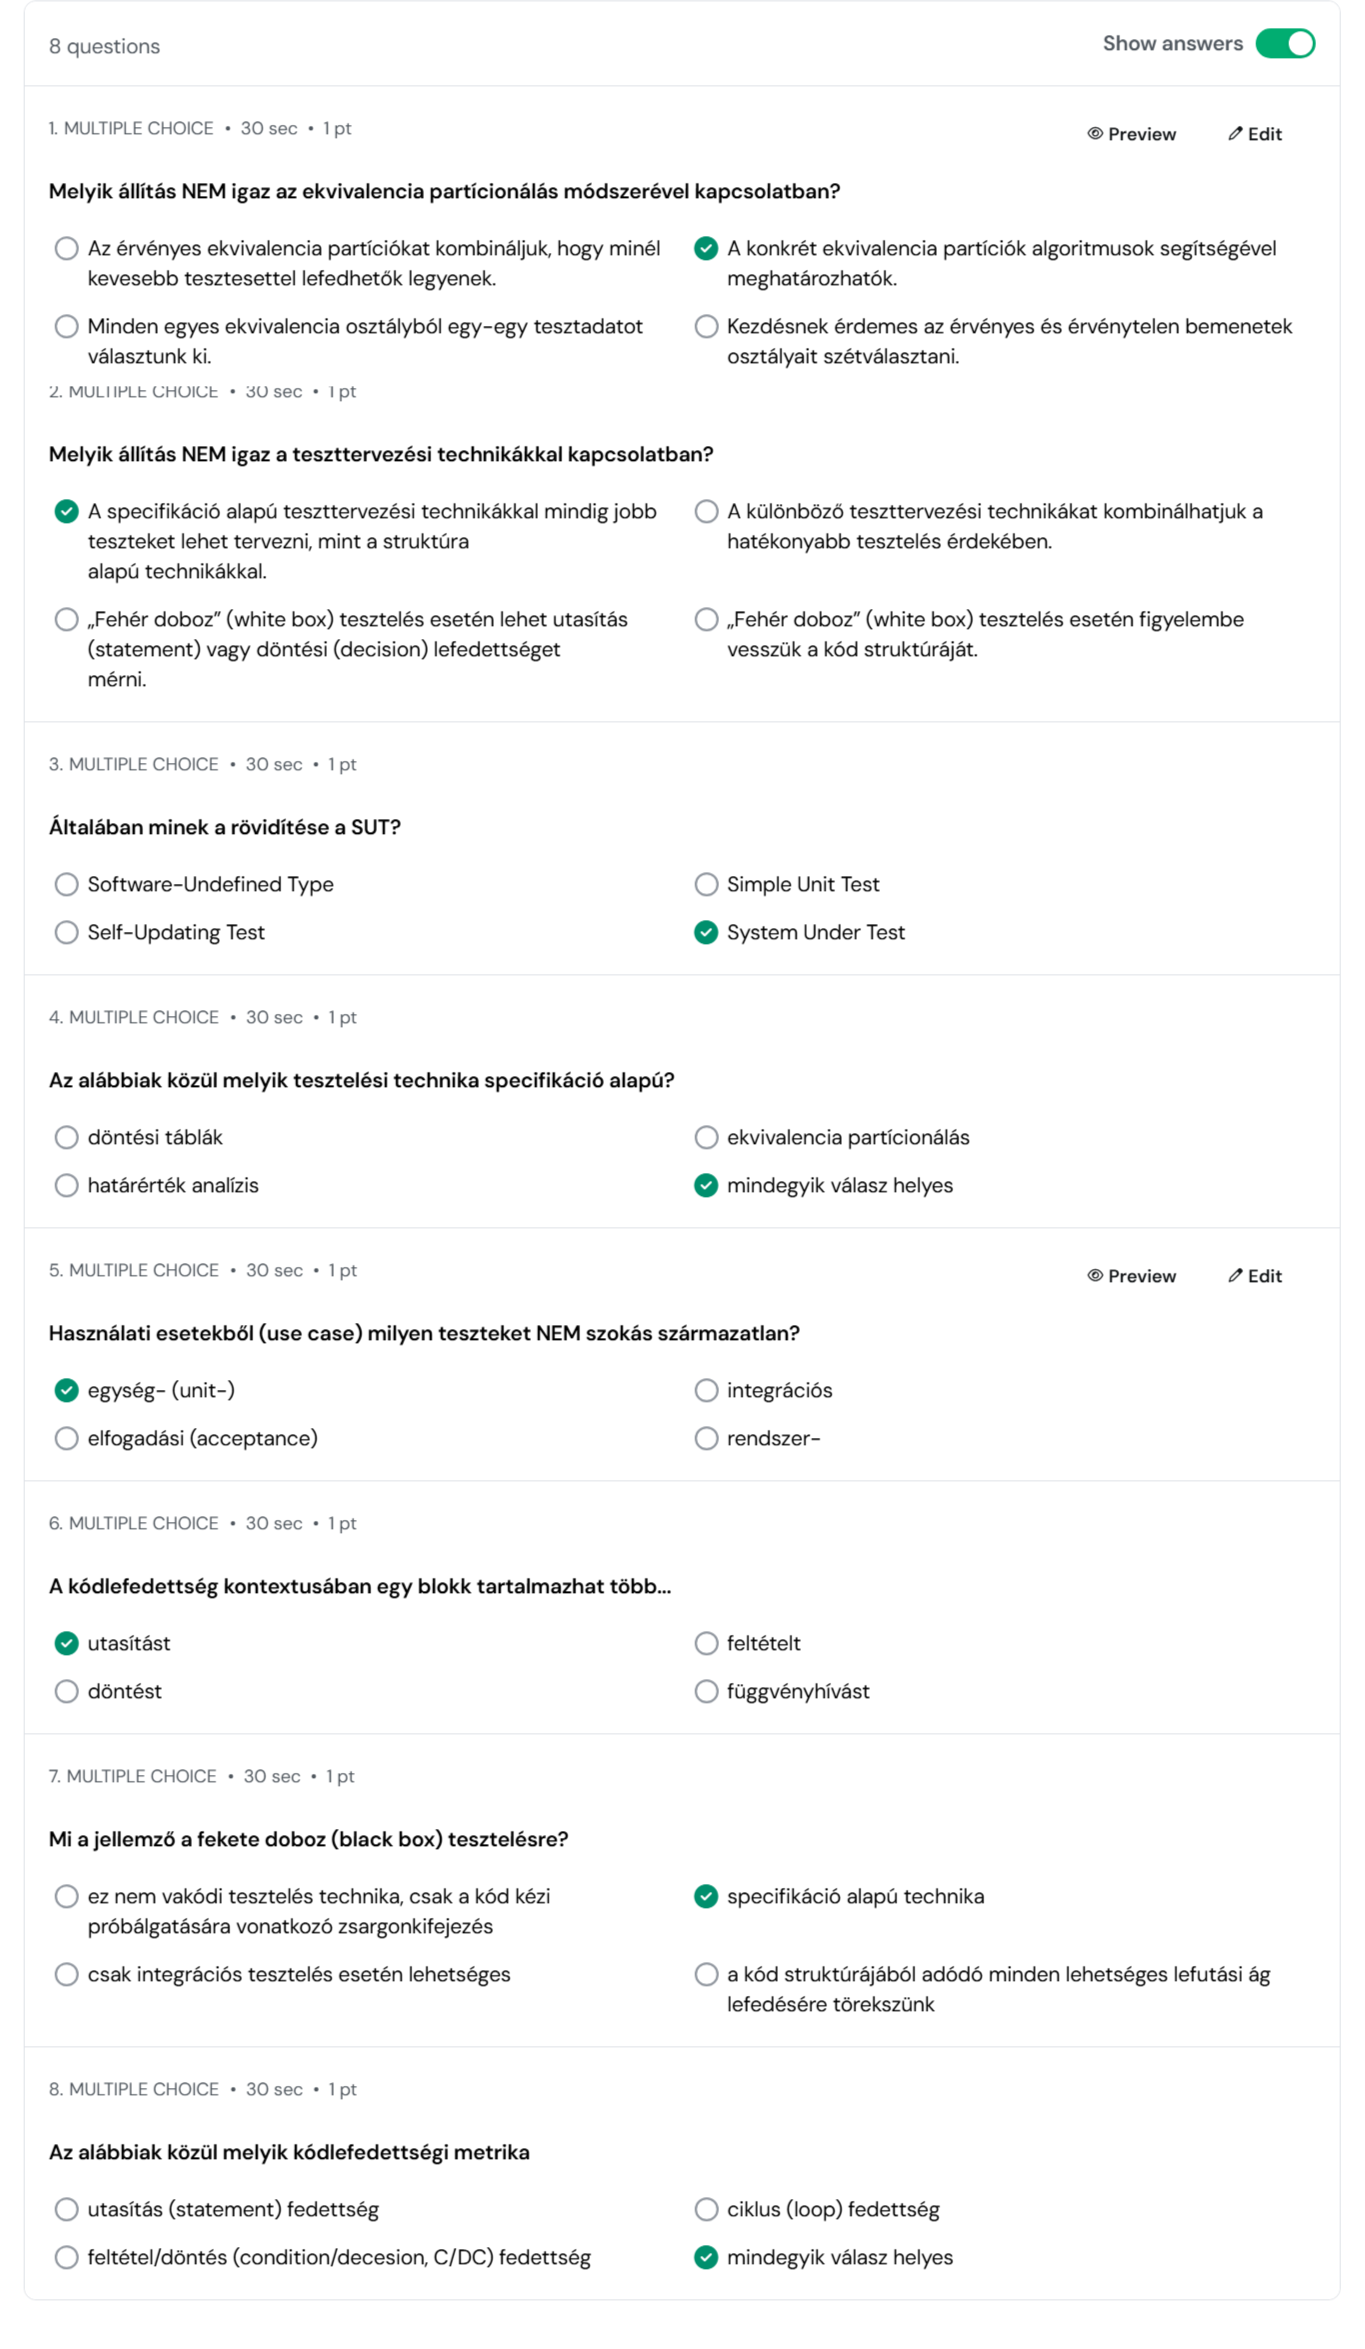 8 questions
Show answers
1. MULTIPLE CHOICE • 30 sec • 1 pt
Preview
Edit
Melyik állítás NEM igaz az ekvivalencia partícionálás módszerével kapcsolatban?
Az érvényes ekvivalencia partíciókat kombináljuk, hogy minél
kevesebb tesztesettel lefedhetők legyenek.
A konkrét ekvivalencia partíciók algoritmusok segítségével
meghatározhatók.
Minden egyes ekvivalencia osztályból egy-egy tesztadatot
választunk ki.
Kezdésnek érdemes az érvényes és érvénytelen bemenetek
osztályait szétválasztani.
2. MULTIPLE CHOICE • 30 sec • 1 pt
Melyik állítás NEM igaz a teszttervezési technikákkal kapcsolatban?
A specifikáció alapú teszttervezési technikákkal mindig jobb
teszteket lehet tervezni, mint a struktúra
alapú technikákkal.
A különböző teszttervezési technikákat kombinálhatjuk a
hatékonyabb tesztelés érdekében.
„Fehér doboz” (white box) tesztelés esetén lehet utasítás
(statement) vagy döntési (decision) lefedettséget
mérni.
„Fehér doboz” (white box) tesztelés esetén figyelembe
vesszük a kód struktúráját.
3. MULTIPLE CHOICE • 30 sec • 1 pt
Általában minek a rövidítése a SUT?
Software-Undefined Type
Simple Unit Test
Self-Updating Test
System Under Test
4. MULTIPLE CHOICE • 30 sec • 1 pt
Az alábbiak közül melyik tesztelési technika specifikáció alapú?
döntési táblák
ekvivalencia partícionálás
határérték analízis
mindegyik válasz helyes
5. MULTIPLE CHOICE • 30 sec • 1 pt
Preview
Edit
Használati esetekből (use case) milyen teszteket NEM szokás származatlan?
egység- (unit-)
integrációs
elfogadási (acceptance)
rendszer-
6. MULTIPLE CHOICE • 30 sec • 1 pt
A kódlefedettség kontextusában egy blokk tartalmazhat több...
utasítást
feltételt
döntést
függvényhívást
7. MULTIPLE CHOICE • 30 sec • 1 pt
Mi a jellemző a fekete doboz (black box) tesztelésre?
ez nem vakódi tesztelés technika, csak a kód kézi
próbálgatására vonatkozó zsargonkifejezés
specifikáció alapú technika
csak integrációs tesztelés esetén lehetséges
a kód struktúrájából adódó minden lehetséges lefutási ág
lefedésére törekszünk
8. MULTIPLE CHOICE • 30 sec • 1 pt
Az alábbiak közül melyik kódlefedettségi metrika
utasítás (statement) fedettség
ciklus (loop) fedettség
feltétel/döntés (condition/decesion, C/DC) fedettség
mindegyik válasz helyes